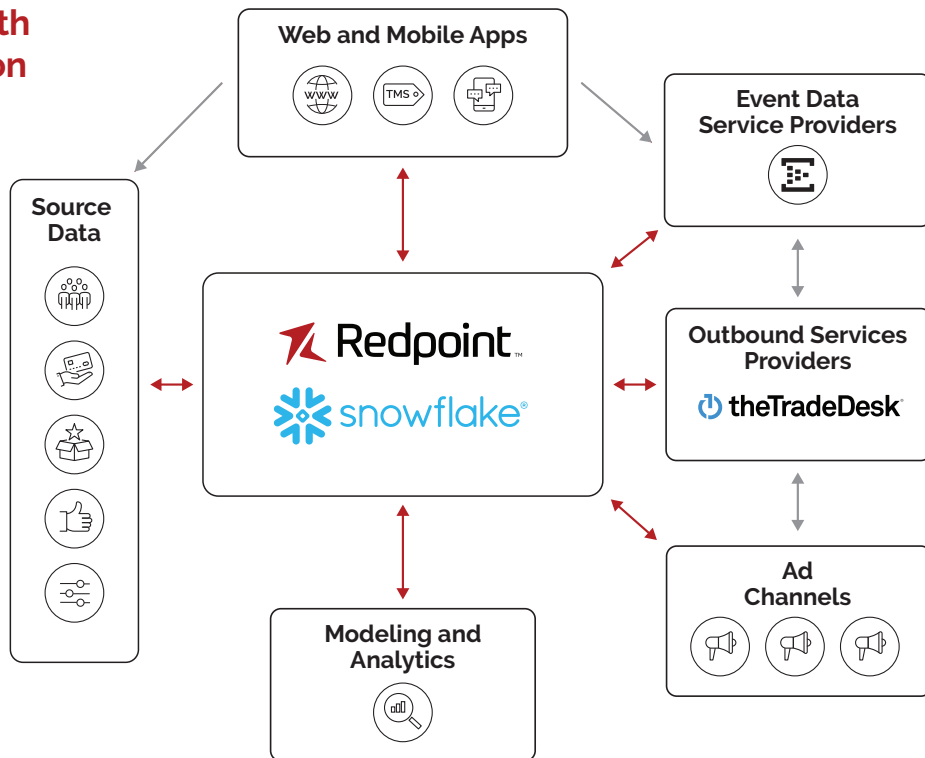 th
on
Web and Mobile Apps
www
TMS
Event Data
Service Providers
Source
Data
Redpoint™
snowflake®
Outbound Services
Providers
theTradeDesk®
Ad
Channels
Modeling and
Analytics